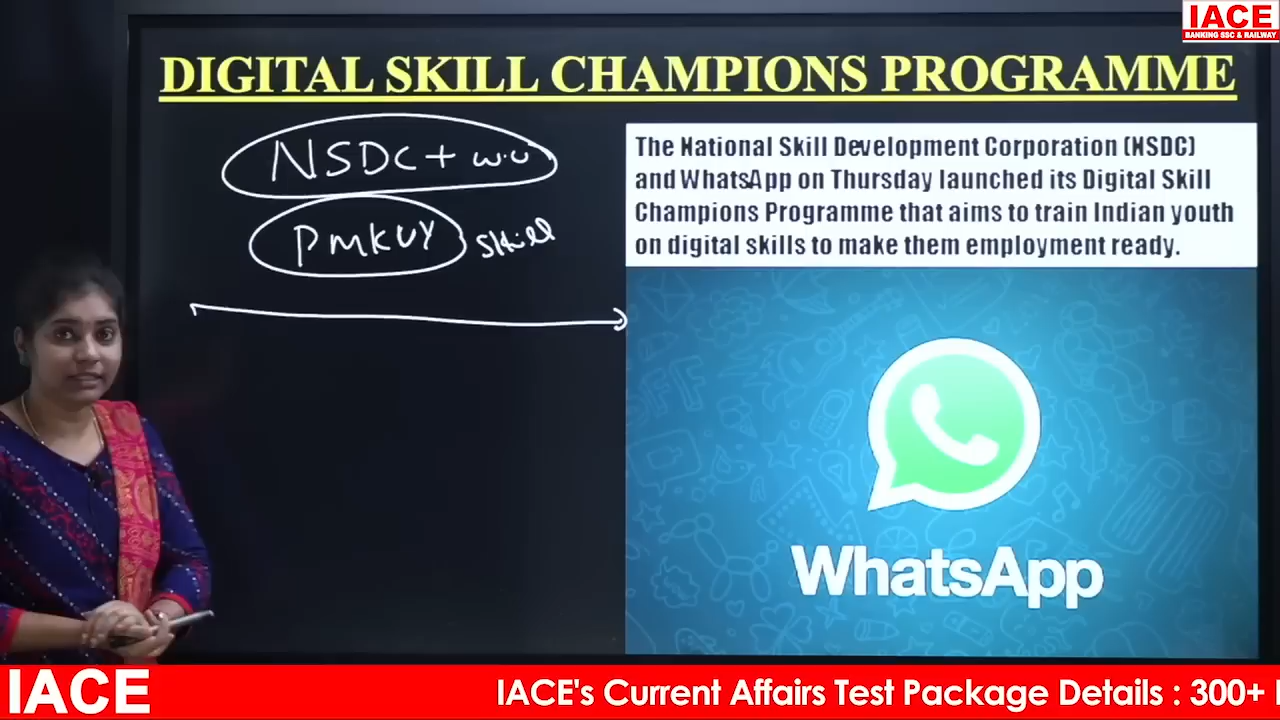 IACE
BANKING SSC & RAILWAY
DIGITAL SKILL CHAMPIONS PROGRAMME
NSDC +
PMKVY skill
The National Skill Development Corporation (NSDC)
and WhatsApp on Thursday launched its Digital Skill
Champions Programme that aims to train Indian youth
on digital skills to make them employment ready.
WhatsApp
IACE
IACE's Current Affairs Test Package Details : 300+